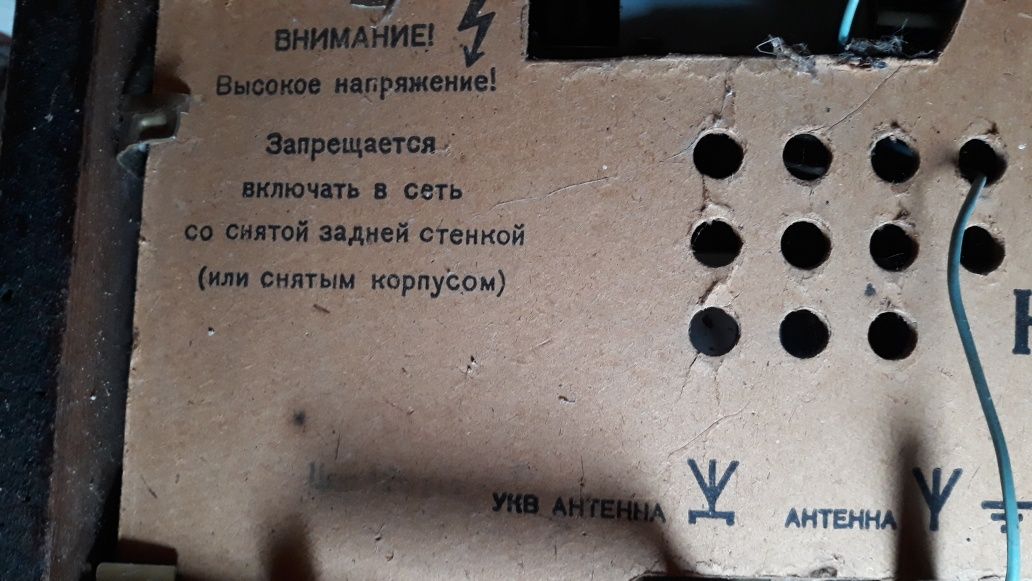 ВНИМАНИЕ!
Высокое напряжение!
Запрещается
включать в сеть
со снятой задней стенкой
(или снятым корпусом)
УКВ АНТЕННА
АНТЕННА